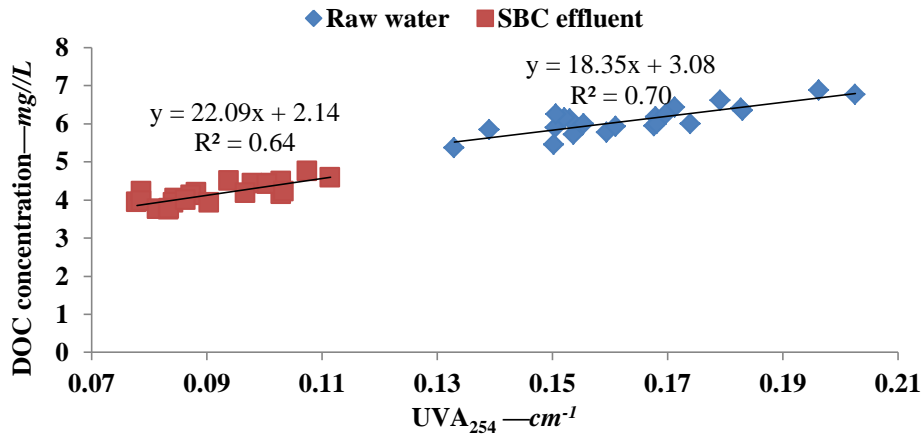 Raw water SBC effluent
8
7
6
5
4
3
2
1
0
DOC concentration—mg//L
y = 22.09x + 2.14
R² = 0.64
y = 18.35x + 3.08
R² = 0.70
0.07 0.09 0.11 0.13 0.15 0.17 0.19 0.21
UVA₂₅₄ —cm⁻¹